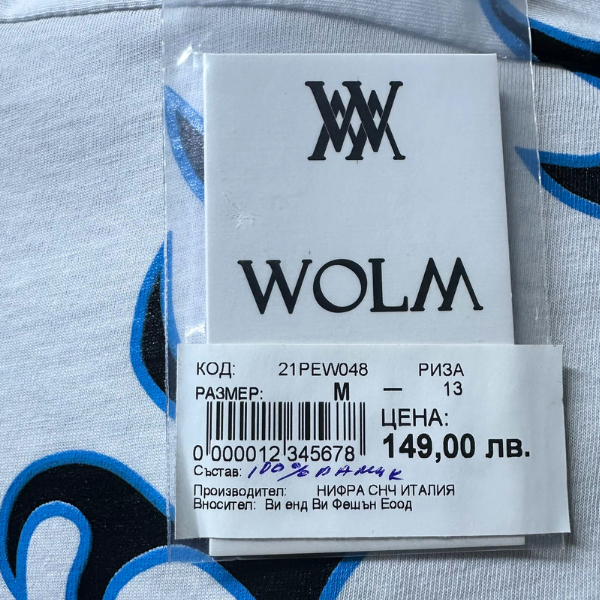 WM
WOLM
КОД: 21PEW048 РИЗА
РАЗМЕР: M — 13
ЦЕНА:
0 000012 345678 149,00 лв.
Състав: 100% памук
Производител: НИФРА СНЧ ИТАЛИЯ
Вносител: Ви енд Ви Фешън Еоод